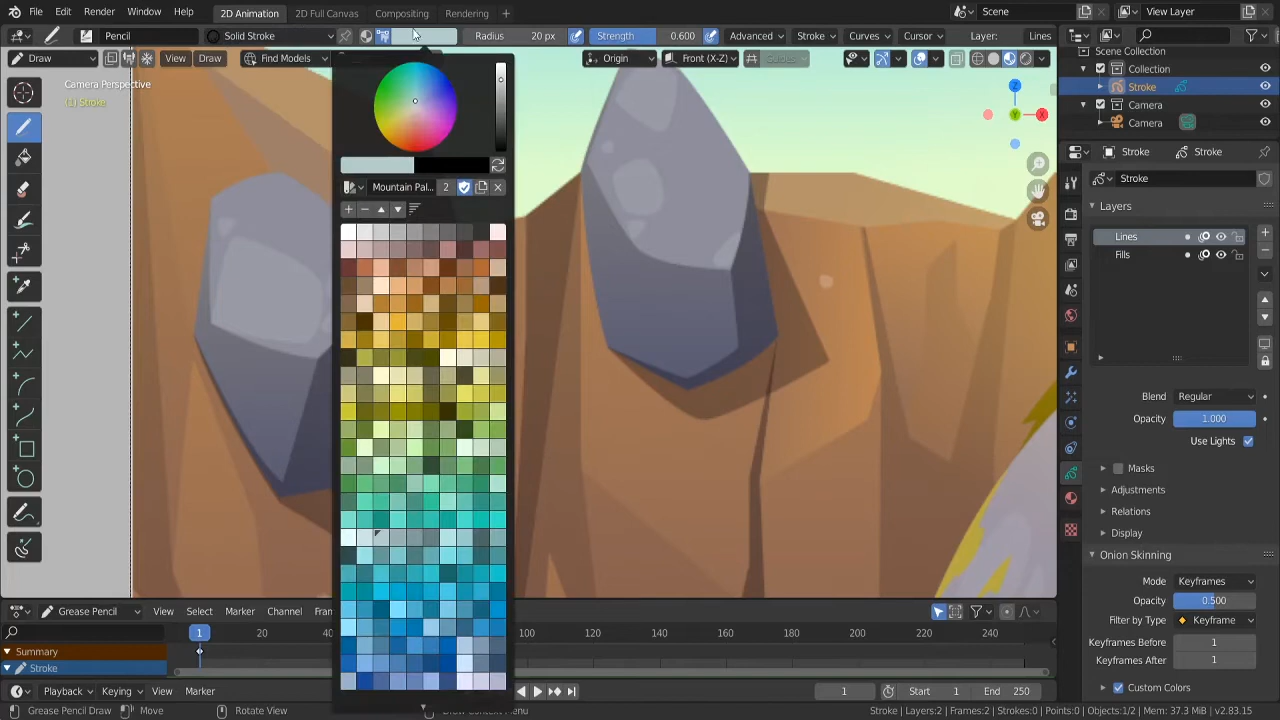 File Edit Render Window Help 2D Animation 2D Full Canvas Compositing Rendering + Scene View Layer
Pencil Solid Stroke Radius 20 px Strength 0.600 Advanced Stroke Curves Cursor Layer: Lines
Draw View Draw Find Models Origin Front (X-Z) Guides
Camera Perspective
(1) Stroke
Mountain Pal... 2
Z
Y
X
Scene Collection
Collection
Stroke
Camera
Camera
Stroke Stroke
Stroke
Layers
Lines
Fills
Blend Regular
Opacity 1.000
Use Lights
Masks
Adjustments
Relations
Display
Onion Skinning
Mode Keyframes
Opacity 0.500
Filter by Type Keyframe
Keyframes Before 1
Keyframes After 1
Custom Colors
Grease Pencil View Select Marker Channel Fram
1 20 40 100 120 140 160 180 200 220 240
Summary
Stroke
Playback Keying View Marker 1 Start 1 End 250
Grease Pencil Draw Move Rotate View Draw Context Menu Stroke | Layers:2 | Frames:2 | Strokes:0 | Points:0 | Objects:1/2 | Mem: 37.3 MiB | v2.83.15